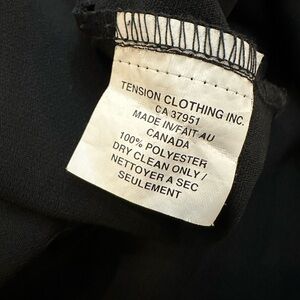 TENSION CLOTHING INC.
CA 37951
MADE IN/FAIT AU
CANADA
100% POLYESTER
DRY CLEAN ONLY/
NETTOYER A SEC
SEULEMENT